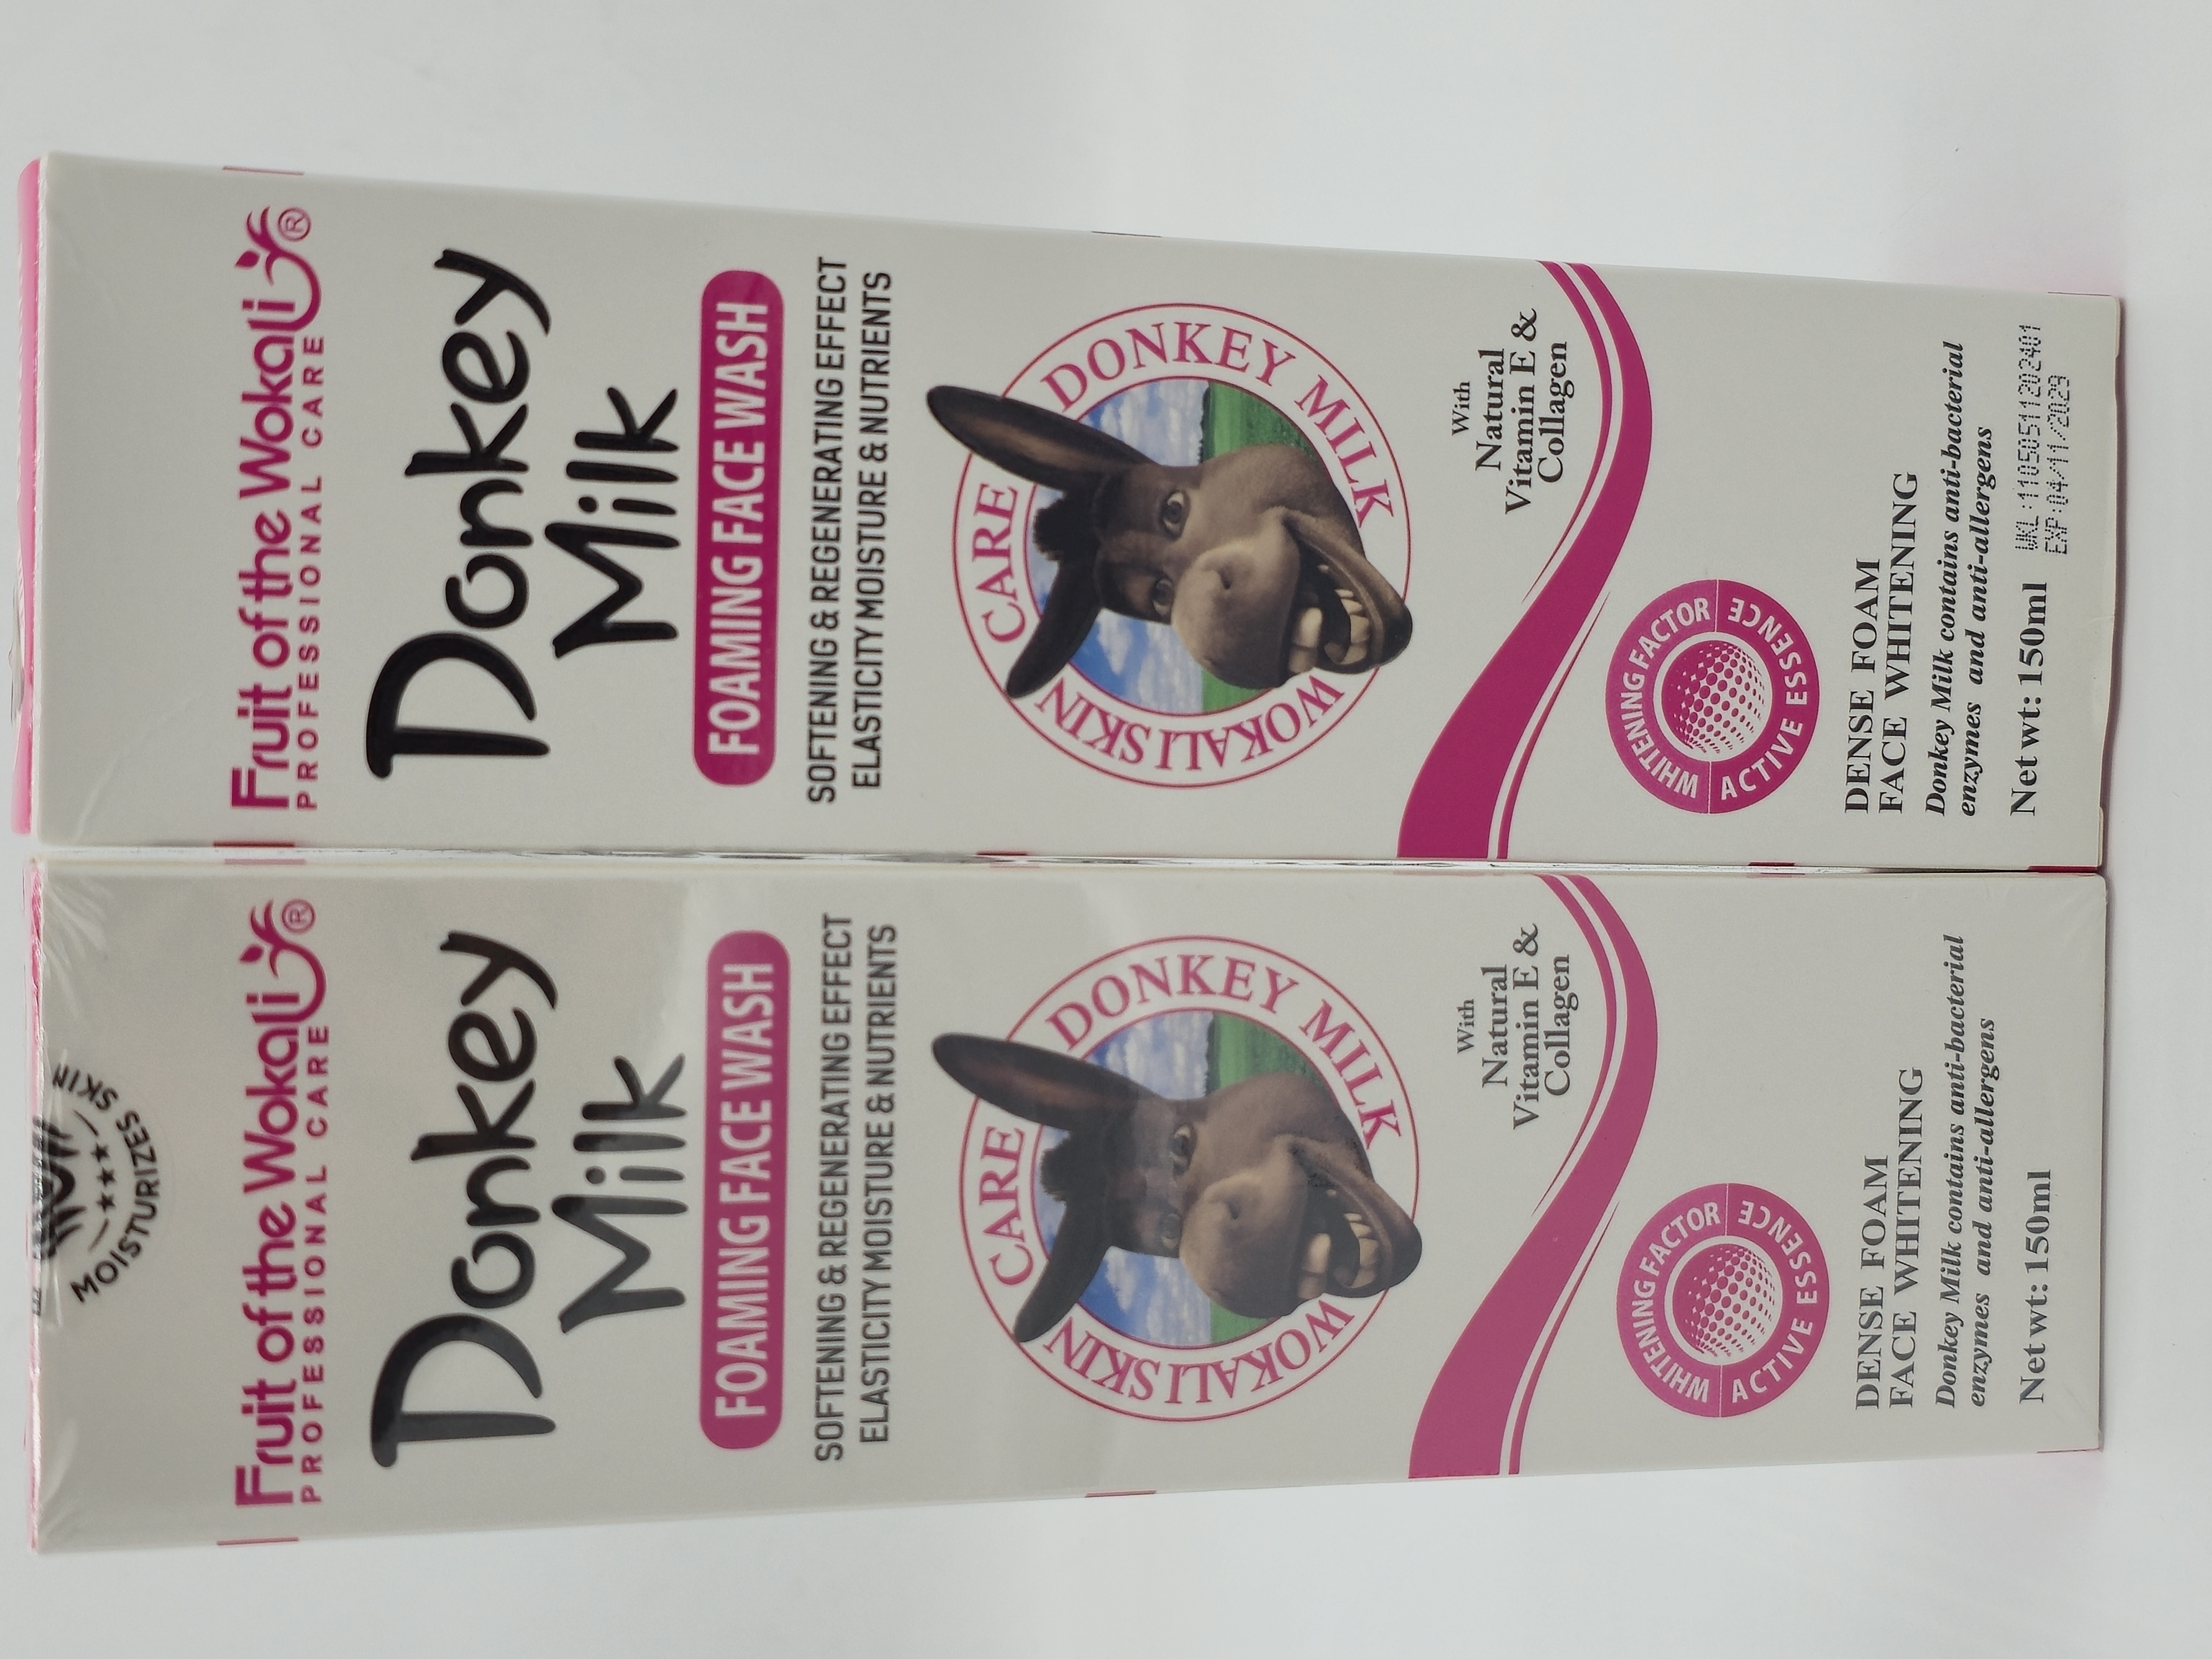 Fruit of the Wokali®
PROFESSIONAL CARE
Donkey
Milk
FOAMING FACE WASH
SOFTENING & REGENERATING EFFECT
ELASTICITY MOISTURE & NUTRIENTS
WOKALI SKIN CARE DONKEY MILK
With
Natural
Vitamin E &
Collagen
WHITENING FACTOR
ACTIVE ESSENCE
DENSE FOAM
FACE WHITENING
Donkey Milk contains anti-bacterial
enzymes and anti-allergens
Net wt: 150ml
MOISTURIZES SKIN
Fruit of the Wokali®
PROFESSIONAL CARE
Donkey
Milk
FOAMING FACE WASH
SOFTENING & REGENERATING EFFECT
ELASTICITY MOISTURE & NUTRIENTS
WOKALI SKIN CARE DONKEY MILK
With
Natural
Vitamin E &
Collagen
WHITENING FACTOR
ACTIVE ESSENCE
DENSE FOAM
FACE WHITENING
Donkey Milk contains anti-bacterial
enzymes and anti-allergens
Net wt: 150ml
WKL:11050511202401
EXP:04/11/2029